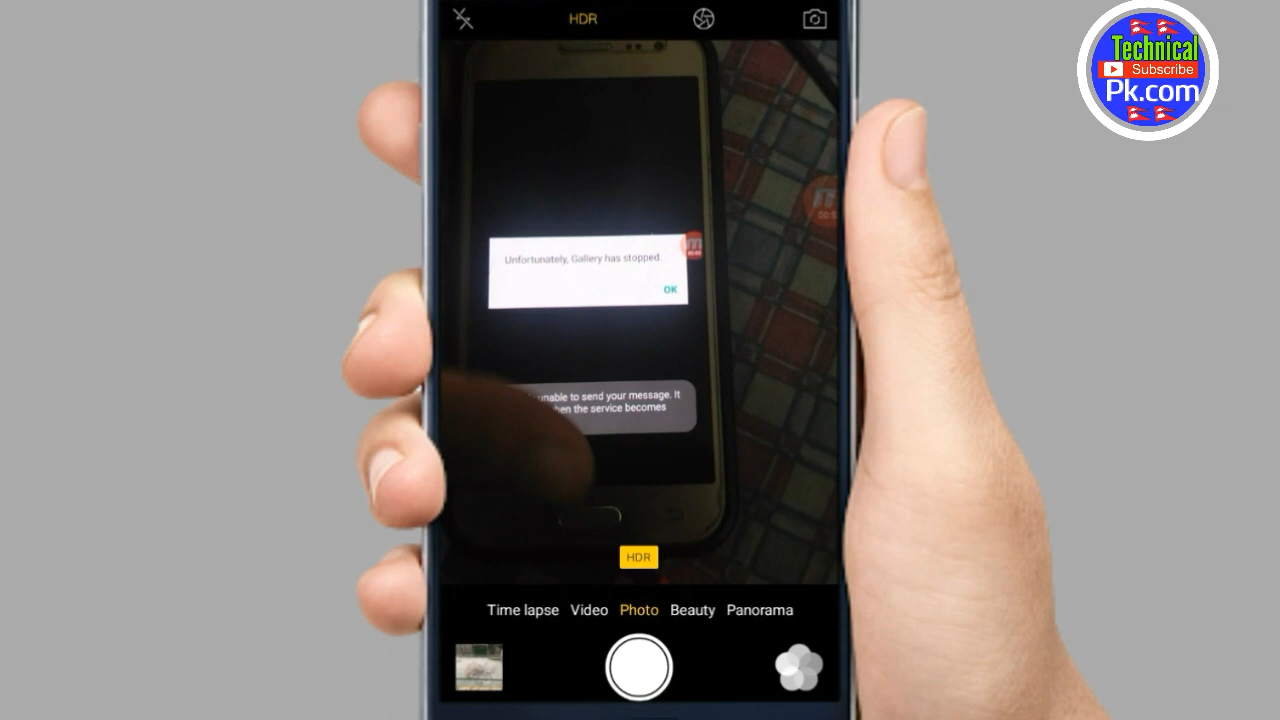 HDR
Technical
Subscribe
Pk.com
Unfortunately, Gallery has stopped.
OK
unable to send your message. It
when the service becomes
HDR
Time lapse Video Photo Beauty Panorama